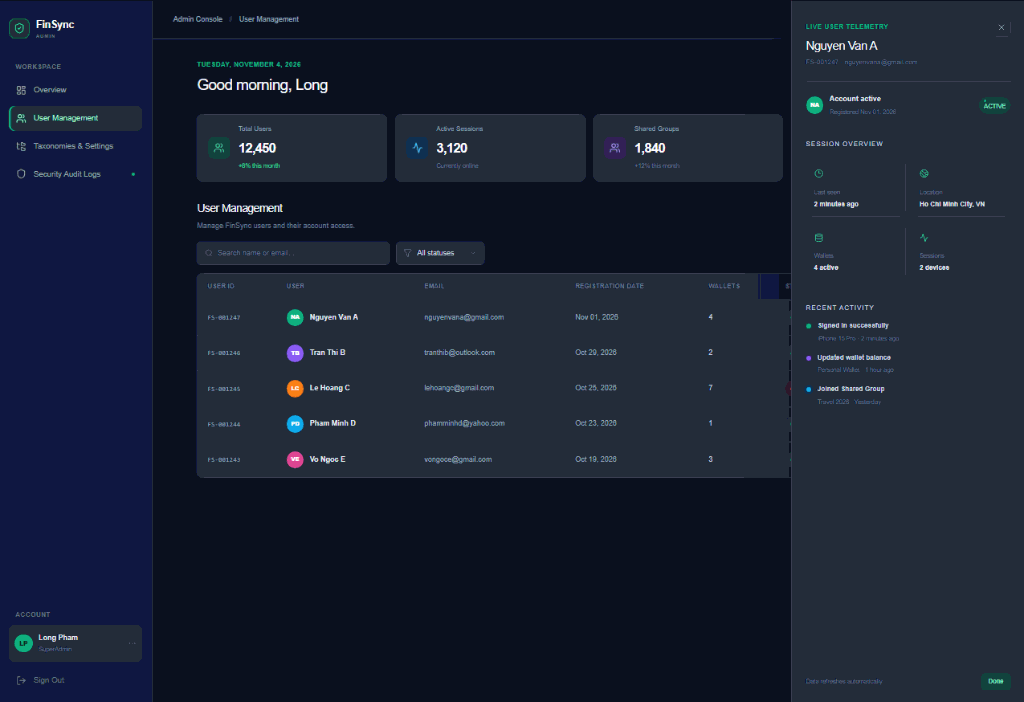 FinSync
ADMIN
WORKSPACE
Overview
User Management
Taxonomies & Settings
Security Audit Logs
ACCOUNT
LP
Long Pham
SuperAdmin
Sign Out
Admin Console / User Management
TUESDAY, NOVEMBER 4, 2026
Good morning, Long
Total Users
12,450
+8% this month
Active Sessions
3,120
Currently online
Shared Groups
1,840
+12% this month
User Management
Manage FinSync users and their account access.
Search name or email...
All statuses
USER ID USER EMAIL REGISTRATION DATE WALLETS
FS-001247 NA Nguyen Van A nguyenvana@gmail.com Nov 01, 2026 4
FS-001246 TB Tran Thi B tranthib@outlook.com Oct 29, 2026 2
FS-001245 LC Le Hoang C lehoangc@gmail.com Oct 25, 2026 7
FS-001244 PD Pham Minh D phamminhd@yahoo.com Oct 23, 2026 1
FS-001243 VE Vo Ngoc E vongoce@gmail.com Oct 19, 2026 3
LIVE USER TELEMETRY
Nguyen Van A
FS-001247 · nguyenvana@gmail.com
NA
Account active
Registered Nov 01, 2026
ACTIVE
SESSION OVERVIEW
Last seen
2 minutes ago
Location
Ho Chi Minh City, VN
Wallets
4 active
Sessions
2 devices
RECENT ACTIVITY
Signed in successfully
iPhone 15 Pro · 2 minutes ago
Updated wallet balance
Personal Wallet · 1 hour ago
Joined Shared Group
Travel 2026 · Yesterday
Data refreshes automatically
Done